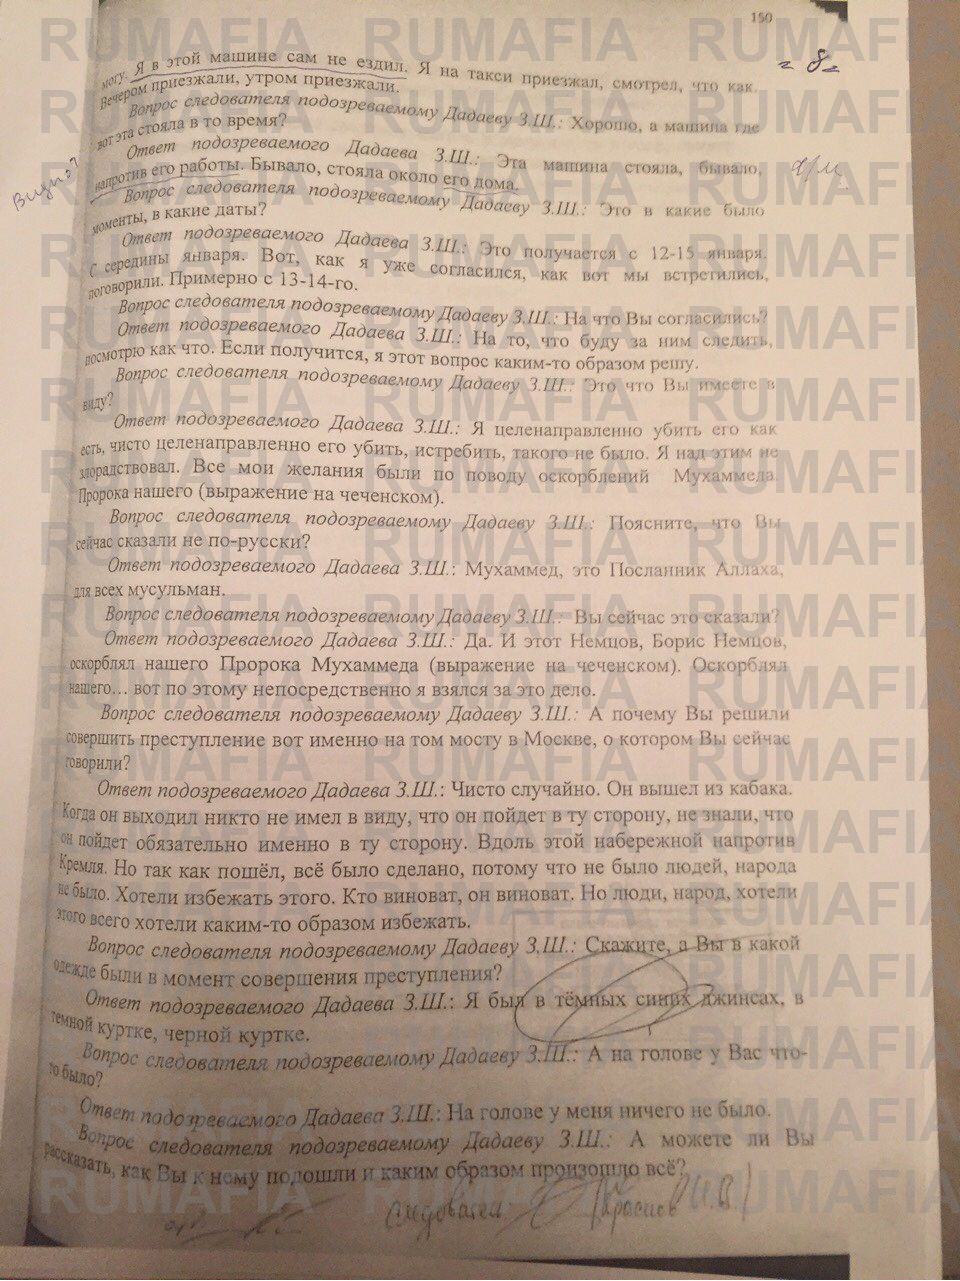 150
8
могу. Я в этой машине сам не ездил. Я на такси приезжал, смотрел, что как.
Вечером приезжали, утром приезжали.
Вопрос следователя подозреваемому Дадаеву З.Ш.: Хорошо, а машина где
вот эта стояла в то время?
Ответ подозреваемого Дадаева З.Ш.: Эта машина стояла, бывало,
напротив его работы. Бывало, стояла около его дома.
Вопрос следователя подозреваемому Дадаеву З.Ш.: Это в какие было
моменты, в какие даты?
Ответ подозреваемого Дадаева З.Ш.: Это получается с 12-15 января.
С середины января. Вот, как я уже согласился, как вот мы встретились,
поговорили. Примерно с 13-14-го.
Вопрос следователя подозреваемому Дадаеву З.Ш.: На что Вы согласились?
Ответ подозреваемого Дадаева З.Ш.: На то, что буду за ним следить,
посмотрю как что. Если получится, я этот вопрос каким-то образом решу.
Вопрос следователя подозреваемому Дадаеву З.Ш.: Это что Вы имеете в
виду?
Ответ подозреваемого Дадаева З.Ш.: Я целенаправленно убить его как
есть, чисто целенаправленно его убить, истребить, такого не было. Я над этим не
злорадствовал. Все мои желания были по поводу оскорблений Мухаммеда
Пророка нашего (выражение на чеченском).
Вопрос следователя подозреваемому Дадаеву З.Ш.: Поясните, что Вы
сейчас сказали не по-русски?
Ответ подозреваемого Дадаева З.Ш.: Мухаммед, это Посланник Аллаха,
для всех мусульман.
Вопрос следователя подозреваемому Дадаеву З.Ш.: Вы сейчас это сказали?
Ответ подозреваемого Дадаева З.Ш.: Да. И этот Немцов, Борис Немцов,
оскорблял нашего Пророка Мухаммеда (выражение на чеченском). Оскорблял
нашего… вот по этому непосредственно я взялся за это дело.
Вопрос следователя подозреваемому Дадаеву З.Ш.: А почему Вы решили
совершить преступление вот именно на том мосту в Москве, о котором Вы сейчас
говорили?
Ответ подозреваемого Дадаева З.Ш.: Чисто случайно. Он вышел из кабака.
Когда он выходил никто не имел в виду, что он пойдет в ту сторону, не знали, что
он пойдет обязательно именно в ту сторону. Вдоль этой набережной напротив
Кремля. Но так как пошёл, всё было сделано, потому что не было людей, народа
не было. Хотели избежать этого. Кто виноват, он виноват. Но люди, народ, хотели
этого всего хотели каким-то образом избежать.
Вопрос следователя подозреваемому Дадаеву З.Ш.: Скажите, а Вы в какой
одежде были в момент совершения преступления?
Ответ подозреваемого Дадаева З.Ш.: Я был в тёмных синих джинсах, в
темной куртке, черной куртке.
Вопрос следователя подозреваемому Дадаеву З.Ш.: А на голове у Вас что-
то было?
Ответ подозреваемого Дадаева З.Ш.: На голове у меня ничего не было.
Вопрос следователя подозреваемому Дадаеву З.Ш.: А можете ли Вы
рассказать, как Вы к нему подошли и каким образом произошло всё?
RUMAFIA